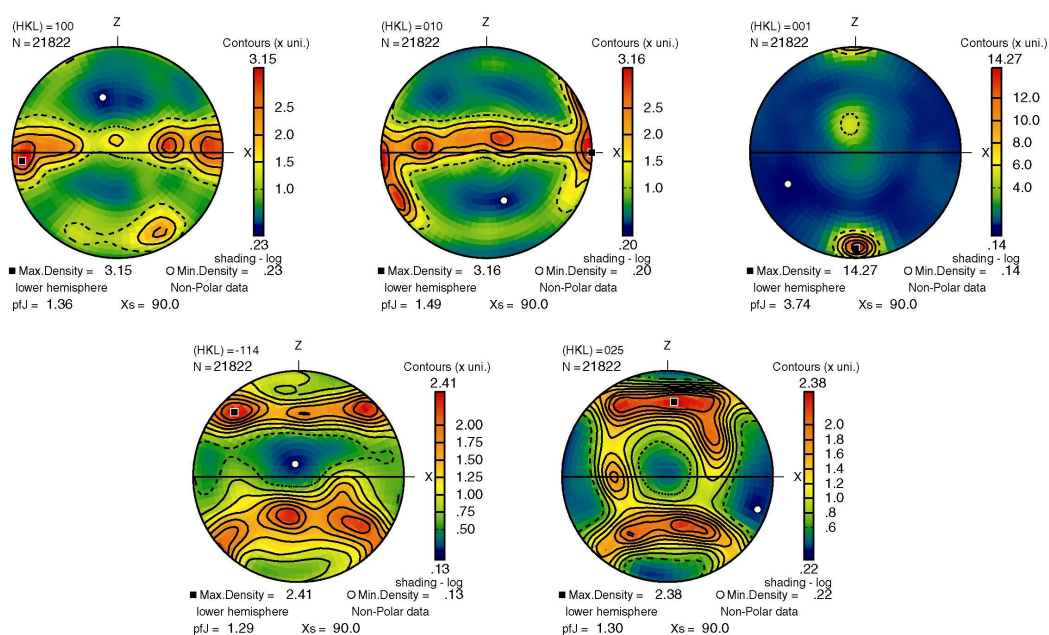 (HKL) = 100
N = 21822
Z
Contours (x uni.)
3.15
2.5
2.0
1.5
1.0
X
.23
shading - log
Max.Density = 3.15
Min.Density = .23
lower hemisphere
Non-Polar data
pfJ = 1.36
Xs = 90.0
(HKL) = 010
N = 21822
Z
Contours (x uni.)
3.16
2.5
2.0
1.5
1.0
X
.20
shading - log
Max.Density = 3.16
Min.Density = .20
lower hemisphere
Non-Polar data
pfJ = 1.49
Xs = 90.0
(HKL) = 001
N = 21822
Z
Contours (x uni.)
14.27
12.0
10.0
8.0
6.0
4.0
X
.14
shading - log
Max.Density = 14.27
Min.Density = .14
lower hemisphere
Non-Polar data
pfJ = 3.74
Xs = 90.0
(HKL) = -114
N = 21822
Z
Contours (x uni.)
2.41
2.00
1.75
1.50
1.25
1.00
.75
.50
X
.13
shading - log
Max.Density = 2.41
Min.Density = .13
lower hemisphere
Non-Polar data
pfJ = 1.29
Xs = 90.0
(HKL) = 025
N = 21822
Z
Contours (x uni.)
2.38
2.0
1.8
1.6
1.4
1.2
1.0
.8
.6
X
.22
shading - log
Max.Density = 2.38
Min.Density = .22
lower hemisphere
Non-Polar data
pfJ = 1.30
Xs = 90.0